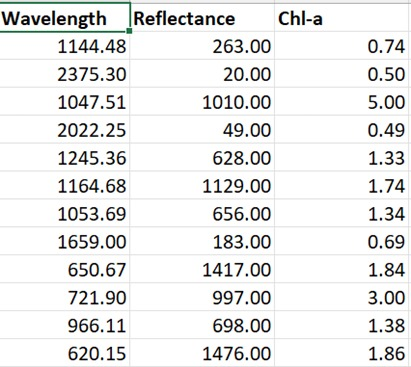 Wavelength Reflectance Chl-a
1144.48 263.00 0.74
2375.30 20.00 0.50
1047.51 1010.00 5.00
2022.25 49.00 0.49
1245.36 628.00 1.33
1164.68 1129.00 1.74
1053.69 656.00 1.34
1659.00 183.00 0.69
650.67 1417.00 1.84
721.90 997.00 3.00
966.11 698.00 1.38
620.15 1476.00 1.86